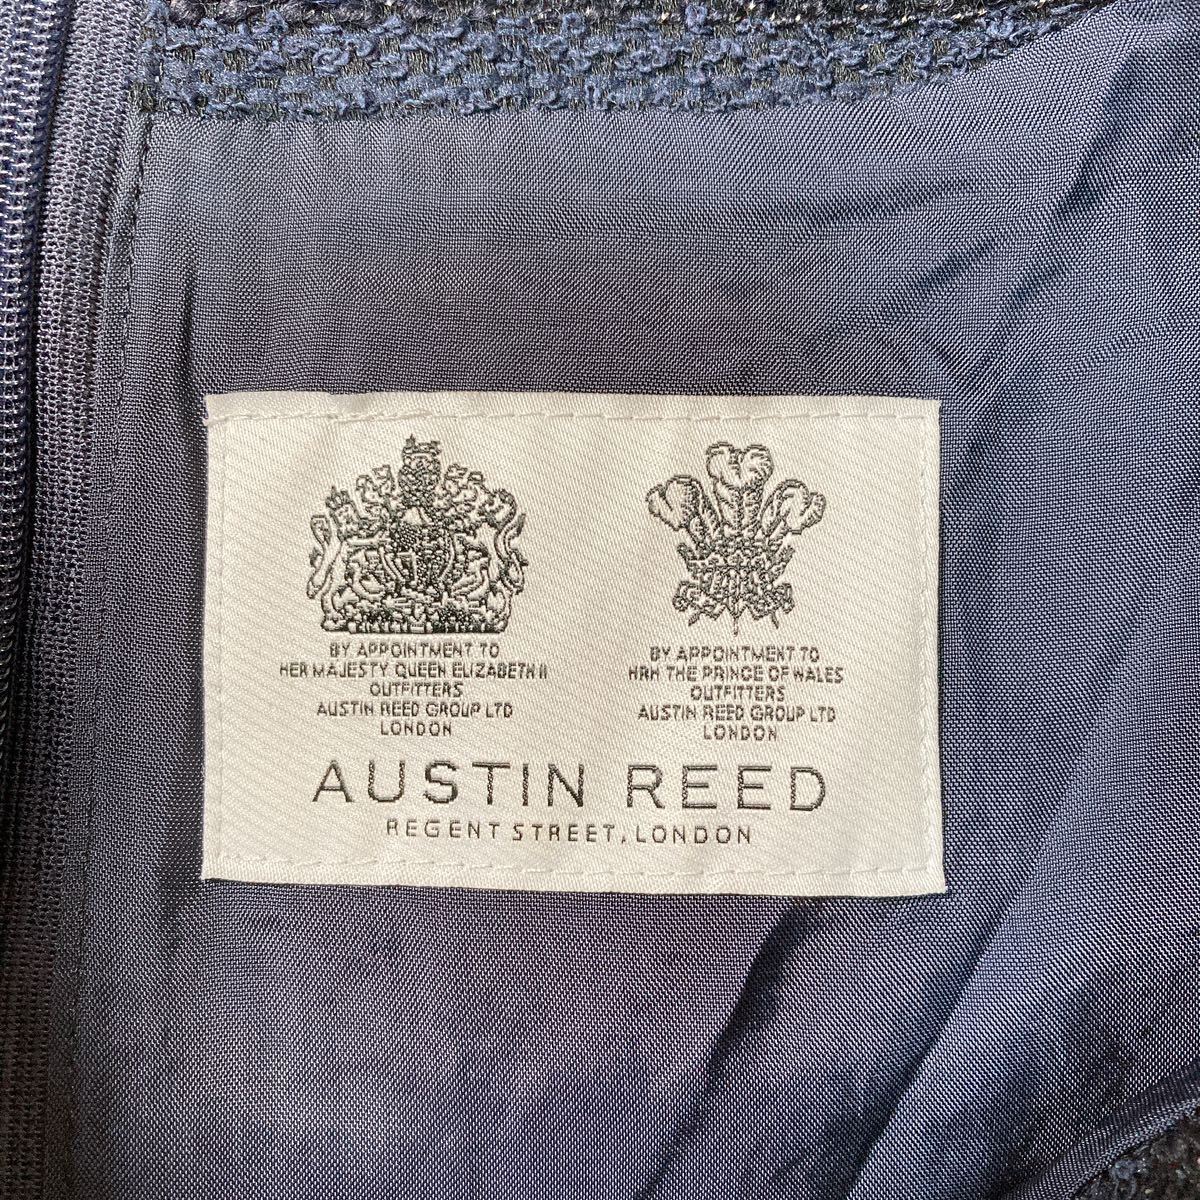 BY APPOINTMENT TO
HER MAJESTY QUEEN ELIZABETH II
OUTFITTERS
AUSTIN REED GROUP LTD
LONDON
BY APPOINTMENT TO
HRH THE PRINCE OF WALES
OUTFITTERS
AUSTIN REED GROUP LTD
LONDON
AUSTIN REED
REGENT STREET, LONDON